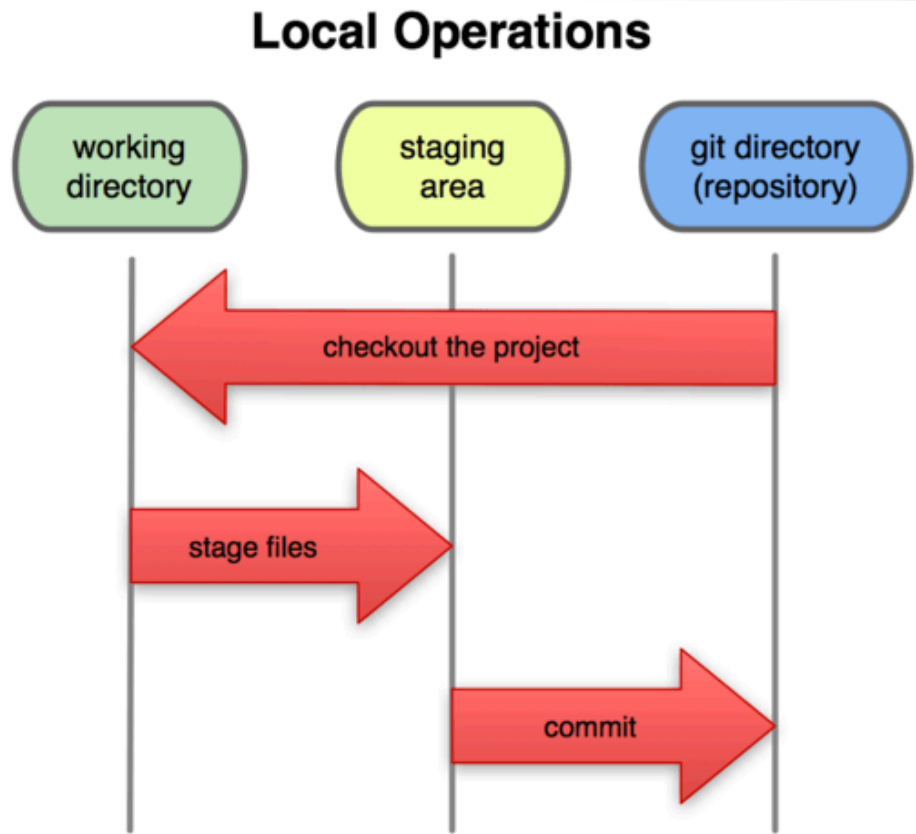 Local Operations
working
directory
staging
area
git directory
(repository)
checkout the project
stage files
commit